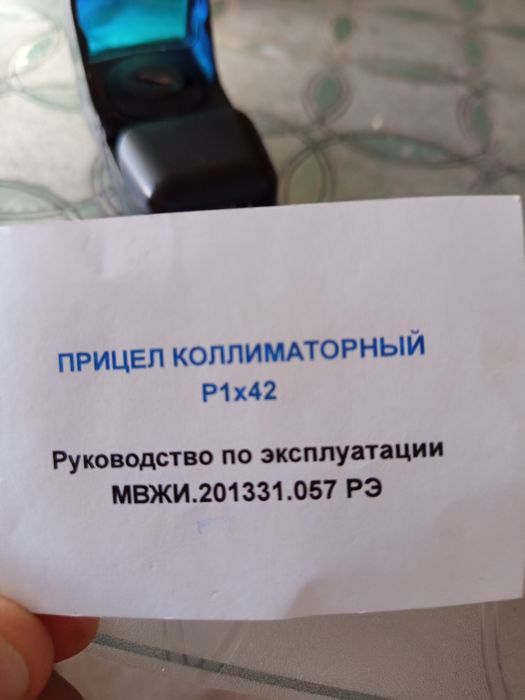 ПРИЦЕЛ КОЛЛИМАТОРНЫЙ
Р1х42
Руководство по эксплуатации
МВЖИ.201331.057 РЭ